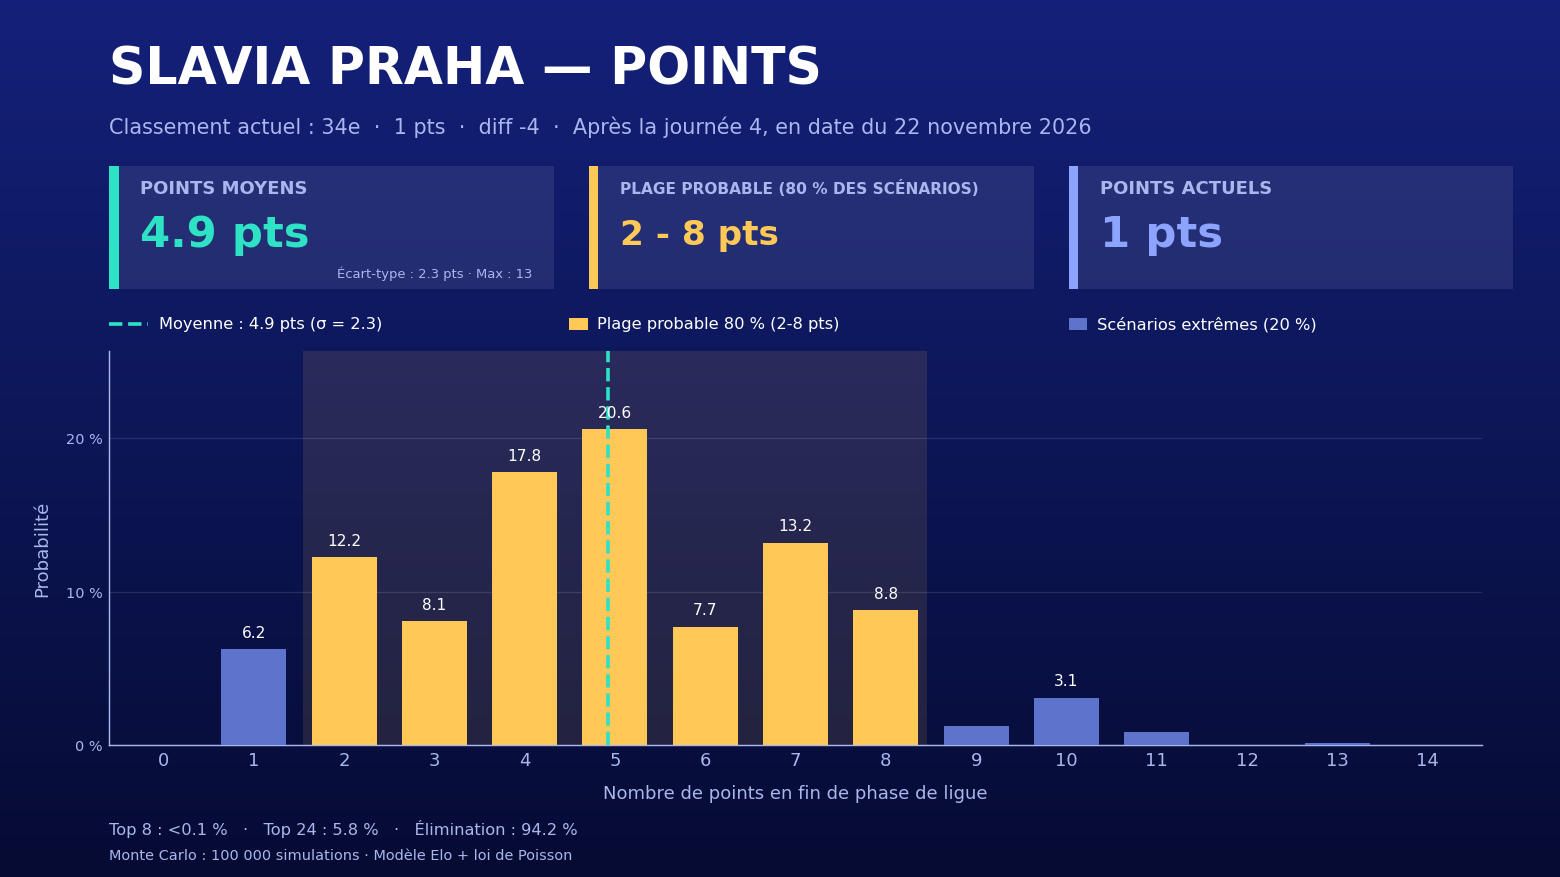 SLAVIA PRAHA — POINTS
Classement actuel : 34e · 1 pts · diff -4 · Après la journée 4, en date du 22 novembre 2026
POINTS MOYENS
4.9 pts
Écart-type : 2.3 pts · Max : 13
PLAGE PROBABLE (80 % DES SCÉNARIOS)
2 - 8 pts
POINTS ACTUELS
1 pts
Moyenne : 4.9 pts (σ = 2.3)
Plage probable 80 % (2-8 pts)
Scénarios extrêmes (20 %)
Probabilité
20 %
10 %
0 %
6.2
12.2
8.1
17.8
20.6
7.7
13.2
8.8
3.1
0 1 2 3 4 5 6 7 8 9 10 11 12 13 14
Nombre de points en fin de phase de ligue
Top 8 : <0.1 % · Top 24 : 5.8 % · Élimination : 94.2 %
Monte Carlo : 100 000 simulations · Modèle Elo + loi de Poisson